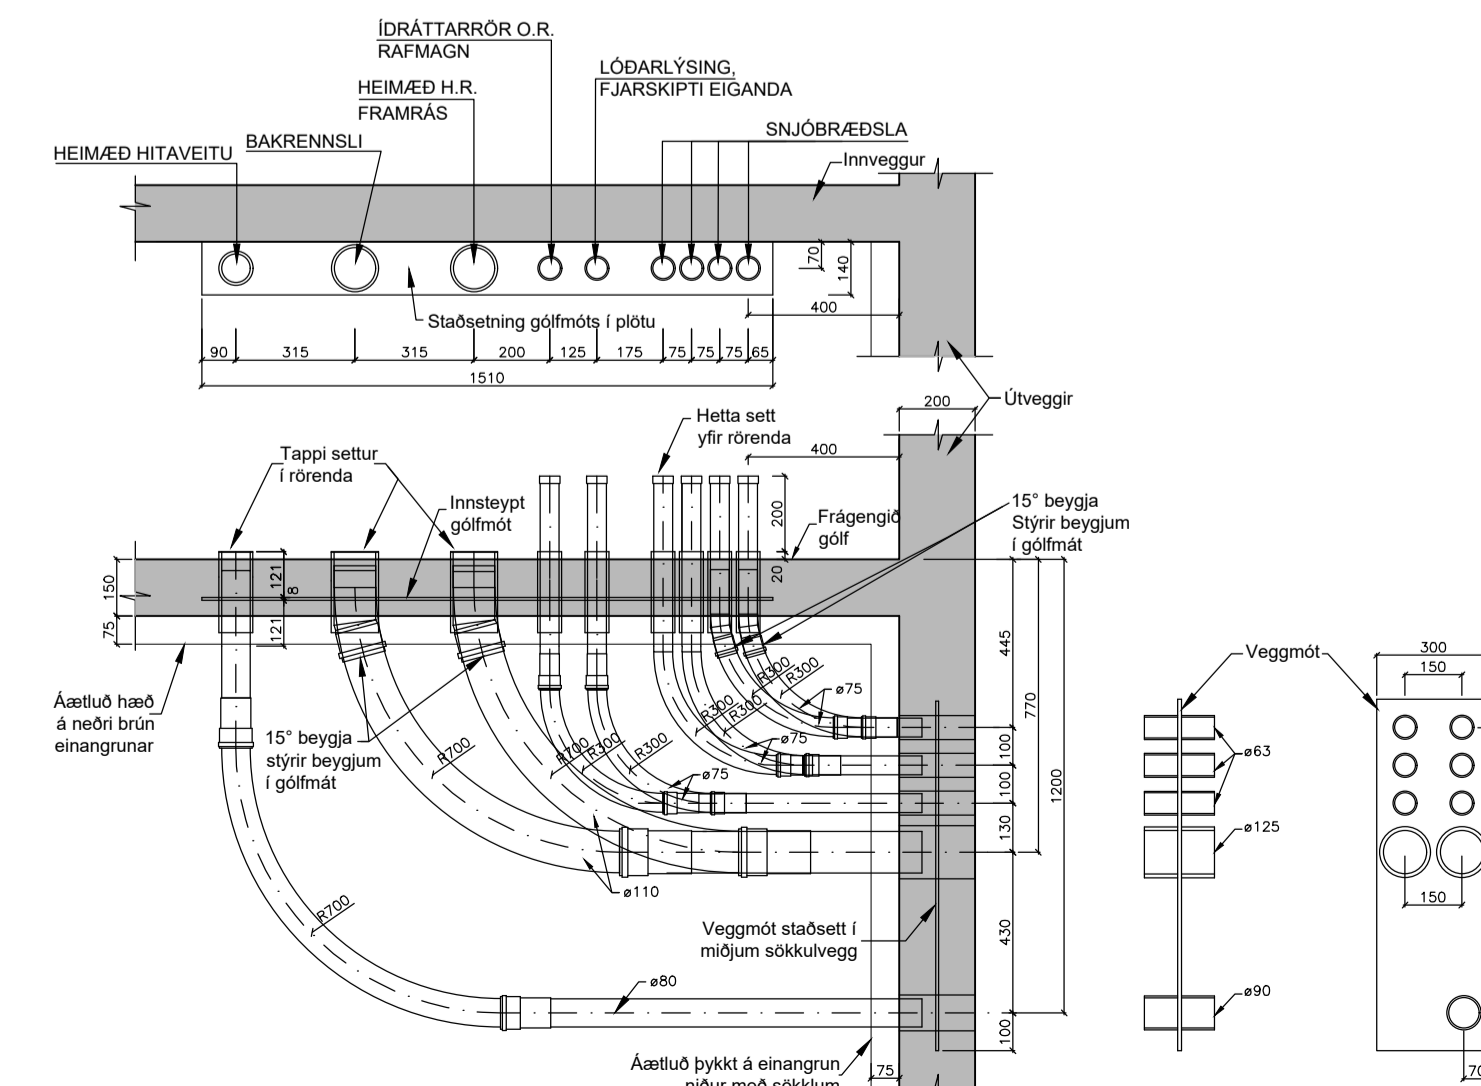 ÍDRÁTTARRÖR O.R.
RAFMAGN
LÓÐARLÝSING,
FJARSKIPTI EIGANDA
HEIMÆÐ H.R.
FRAMRÁS
SNJÓBRÆÐSLA
BAKRENNSLI
HEIMÆÐ HITAVEITU
Innveggur
70
140
400
Staðsetning gólfmóts í plötu
90 315 315 200 125 175 75 75 75 65
1510
Útveggir
200
Hetta sett
yfir rörenda
400
Tappi settur
í rörenda
Innsteypt
gólfmót
200
Frágengið
gólf
15° beygja
Stýrir beygjum
í gólfmát
150
75
121
8
121
20
445
770
1200
100
100
130
430
100
Áætluð hæð
á neðri brún
einangrunar
15° beygja
stýrir beygjum
í gólfmát
R300
R300
R300
R300
ø75
ø75
ø75
R700
R700
R300
R300
ø110
R700
ø80
Veggmót staðsett í
miðjum sökkulvegg
Áætluð þykkt á einangrun
niður með sökklum
75
Veggmót
300
150
ø63
ø125
150
ø90
70